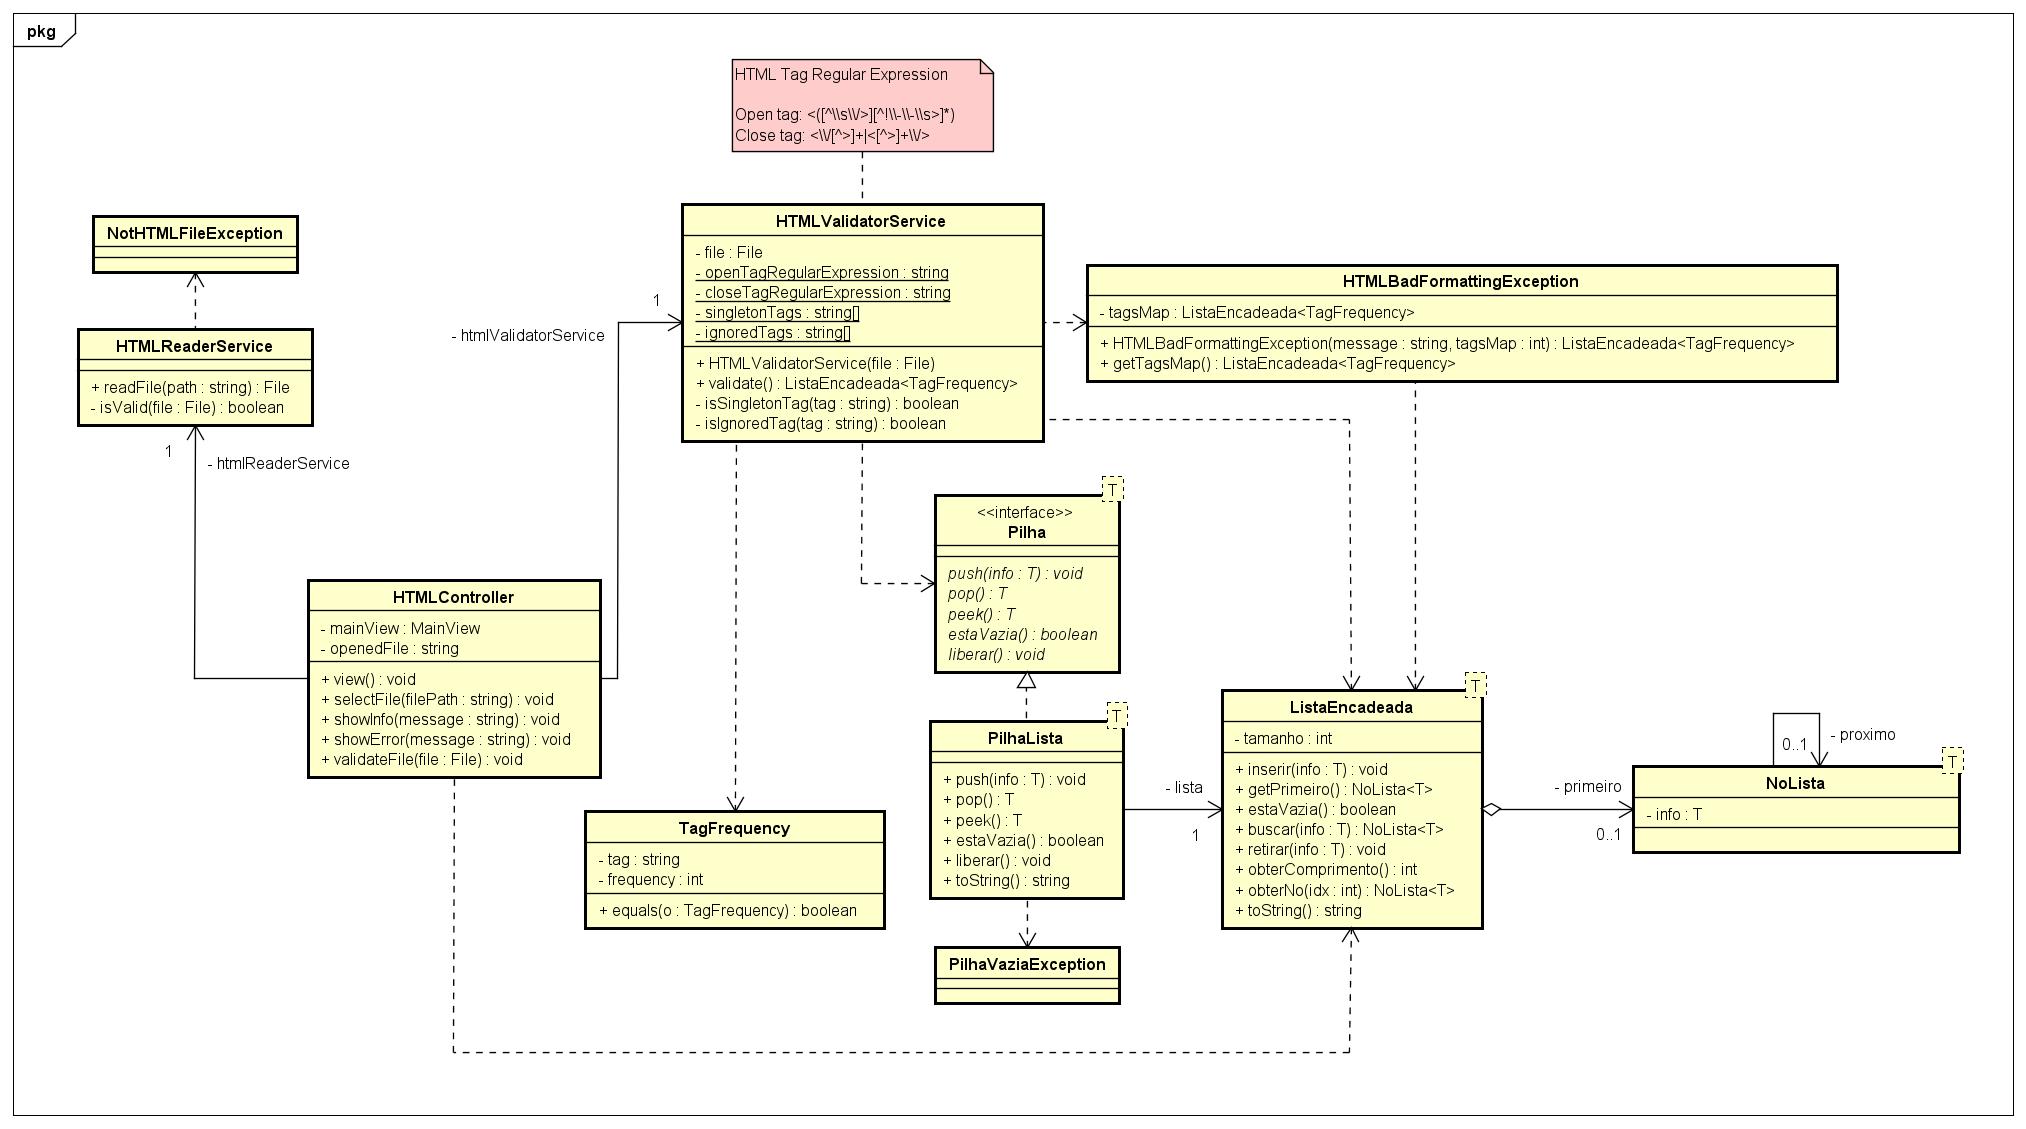 pkg
HTML Tag Regular Expression
Open tag: <([^\\s\\/>][^!\\-\\-\\s>]*)
Close tag: <\\/[^>]+|<[^>]+\\/>
NotHTMLFileException
HTMLReaderService
+ readFile(path : string) : File
- isValid(file : File) : boolean
1
- htmlReaderService
- htmlValidatorService
1
HTMLValidatorService
- file : File
- openTagRegularExpression : string
- closeTagRegularExpression : string
- singletonTags : string[]
- ignoredTags : string[]
+ HTMLValidatorService(file : File)
+ validate() : ListaEncadeada<TagFrequency>
- isSingletonTag(tag : string) : boolean
- isIgnoredTag(tag : string) : boolean
HTMLBadFormattingException
- tagsMap : ListaEncadeada<TagFrequency>
+ HTMLBadFormattingException(message : string, tagsMap : int) : ListaEncadeada<TagFrequency>
+ getTagsMap() : ListaEncadeada<TagFrequency>
HTMLController
- mainView : MainView
- openedFile : string
+ view() : void
+ selectFile(filePath : string) : void
+ showInfo(message : string) : void
+ showError(message : string) : void
+ validateFile(file : File) : void
T
<<interface>>
Pilha
push(info : T) : void
pop() : T
peek() : T
estaVazia() : boolean
liberar() : void
TagFrequency
- tag : string
- frequency : int
+ equals(o : TagFrequency) : boolean
T
PilhaLista
+ push(info : T) : void
+ pop() : T
+ peek() : T
+ estaVazia() : boolean
+ liberar() : void
+ toString() : string
- lista
1
PilhaVaziaException
T
ListaEncadeada
- tamanho : int
+ inserir(info : T) : void
+ getPrimeiro() : NoLista<T>
+ estaVazia() : boolean
+ buscar(info : T) : NoLista<T>
+ retirar(info : T) : void
+ obterComprimento() : int
+ obterNo(idx : int) : NoLista<T>
+ toString() : string
- primeiro
0..1
0..1
- proximo
T
NoLista
- info : T